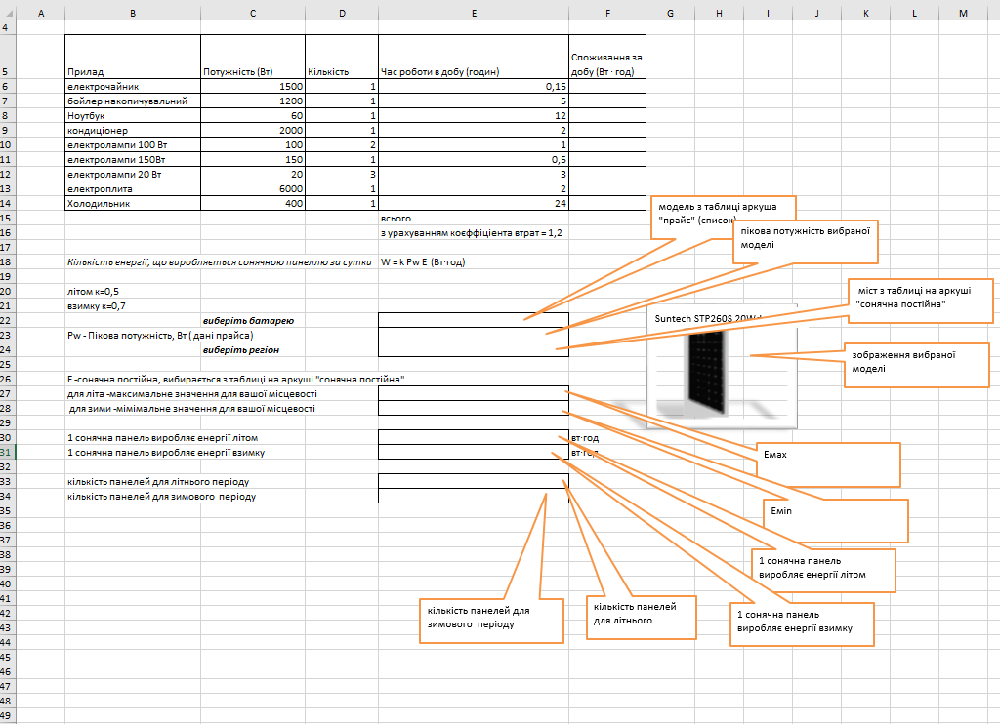 A B C D E F G H I J K L M
4
5 Прилад Потужність (Вт) Кількість Час роботи в добу (годин) Споживання за добу (Вт · год)
6 електрочайник 1500 1 0,15
7 бойлер накопичувальний 1200 1 5
8 Ноутбук 60 1 12
9 кондиціонер 2000 1 2
10 електролампи 100 Вт 100 2 1
11 електролампи 150Вт 150 1 0,5
12 електролампи 20 Вт 20 3 3
13 електроплита 6000 1 2
14 Холодильник 400 1 24
15 всього
16 з урахуванням коєффіціента втрат = 1,2
17
18 Кількість енергії, що виробляється сонячною панеллю за сутки W = k Pw E (Вт·год)
19
20 літом к=0,5
21 взимку к=0,7
22 виберіть батарею
23 Pw - Пікова потужність, Вт ( дані прайса)
24 виберіть регіон
25
26 E -сонячна постійна, вибирається з таблиці на аркуші "сонячна постійна"
27 для літа -максимальне значення для вашої місцевості
28 для зими -мімімальне значення для вашої місцевості
29
30 1 сонячна панель виробляє енергії літом вт·год
31 1 сонячна панель виробляє енергії взимку вт·год
32
33 кількість панелей для літнього періоду
34 кількість панелей для зимового періоду
35
36
37
38
39
40
41
42
43
44
45
46
47
48
49
модель з таблиці аркуша
"прайс" (список)
пікова потужність вибраної
моделі
міст з таблиці на аркуші
"сонячна постійна"
Suntech STP260S 20Wd
зображення вибраної
моделі
Емах
Еміп
1 сонячна панель
виробляє енергії літом
1 сонячна панель
виробляє енергії взимку
кількість панелей
для літнього
кількість панелей для
зимового періоду